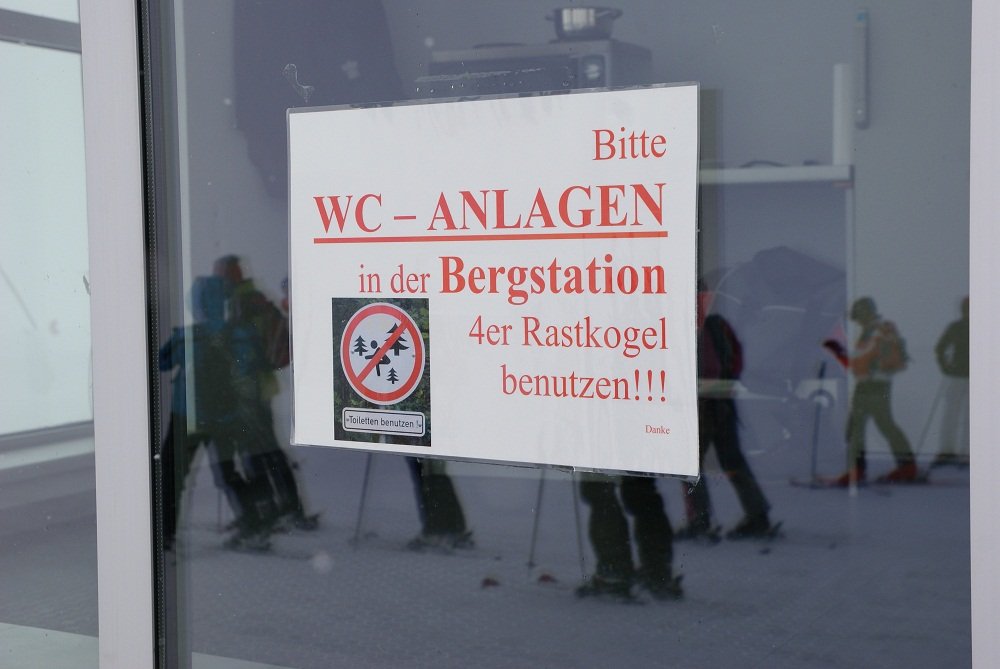 Bitte
WC – ANLAGEN
in der Bergstation
4er Rastkogel
benutzen!!!
Toiletten benutzen !
Danke